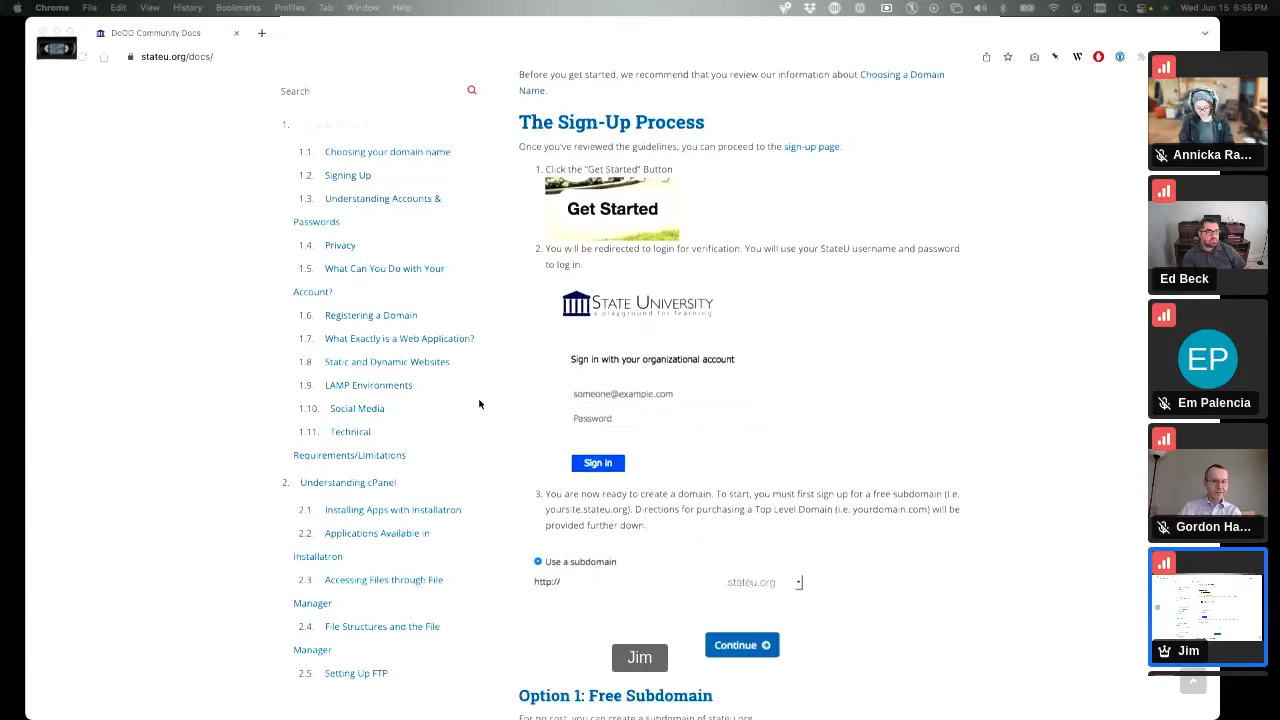 Chrome File Edit View History Bookmarks Profiles Tab Window Help
Wed Jun 15 6:55 PM
DoOO Community Docs
stateu.org/docs/
Search
1.
1.1. Choosing your domain name
1.2. Signing Up
1.3. Understanding Accounts &
Passwords
1.4. Privacy
1.5. What Can You Do with Your
Account?
1.6. Registering a Domain
1.7. What Exactly is a Web Application?
1.8 Static and Dynamic Websites
1.9. LAMP Environments
1.10. Social Media
1.11. Technical
Requirements/Limitations
2. Understanding cPanel
2.1. Installing Apps with Installatron
2.2. Applications Available in
Installatron
2.3 Accessing Files through File
Manager
2.4. File Structures and the File
Manager
2.5. Setting Up FTP
Before you get started, we recommend that you review our information about Choosing a Domain
Name.
The Sign-Up Process
Once you've reviewed the guidelines, you can proceed to the sign-up page.
1. Click the "Get Started" Button
Get Started
2. You will be redirected to login for verification. You will use your StateU username and password
to log in.
STATE UNIVERSITY
a playground for learning
Sign in with your organizational account
someone@example.com
Password
Sign in
3. You are now ready to create a domain. To start, you must first sign up for a free subdomain (i.e.
yoursite.stateu.org). Directions for purchasing a Top Level Domain (i.e. yourdomain.com) will be
provided further down.
Use a subdomain
http://
.stateu.org
Continue
Jim
Option 1: Free Subdomain
For no cost, you can create a subdomain of stateu.org
Annicka Ra...
Ed Beck
EP
Em Palencia
Gordon Ha...
Jim